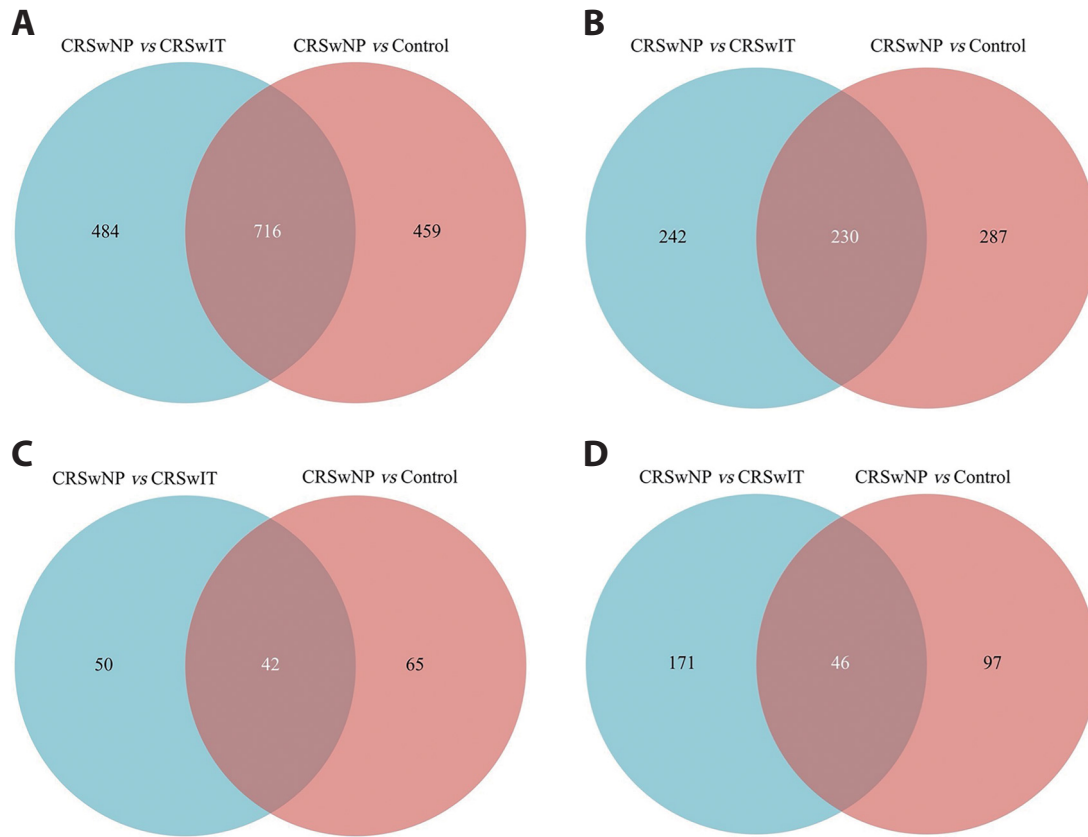 A
CRSwNP vs CRSwIT CRSwNP vs Control
484 716 459
B
CRSwNP vs CRSwIT CRSwNP vs Control
242 230 287
C
CRSwNP vs CRSwIT CRSwNP vs Control
50 42 65
D
CRSwNP vs CRSwIT CRSwNP vs Control
171 46 97